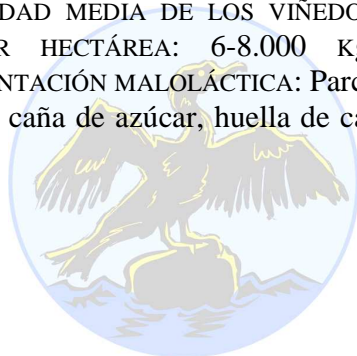 DAD MEDIA DE LOS VIÑEDO
R HECTÁREA: 6-8.000 K
NTACIÓN MALOLÁCTICA: Parc
caña de azúcar, huella de ca